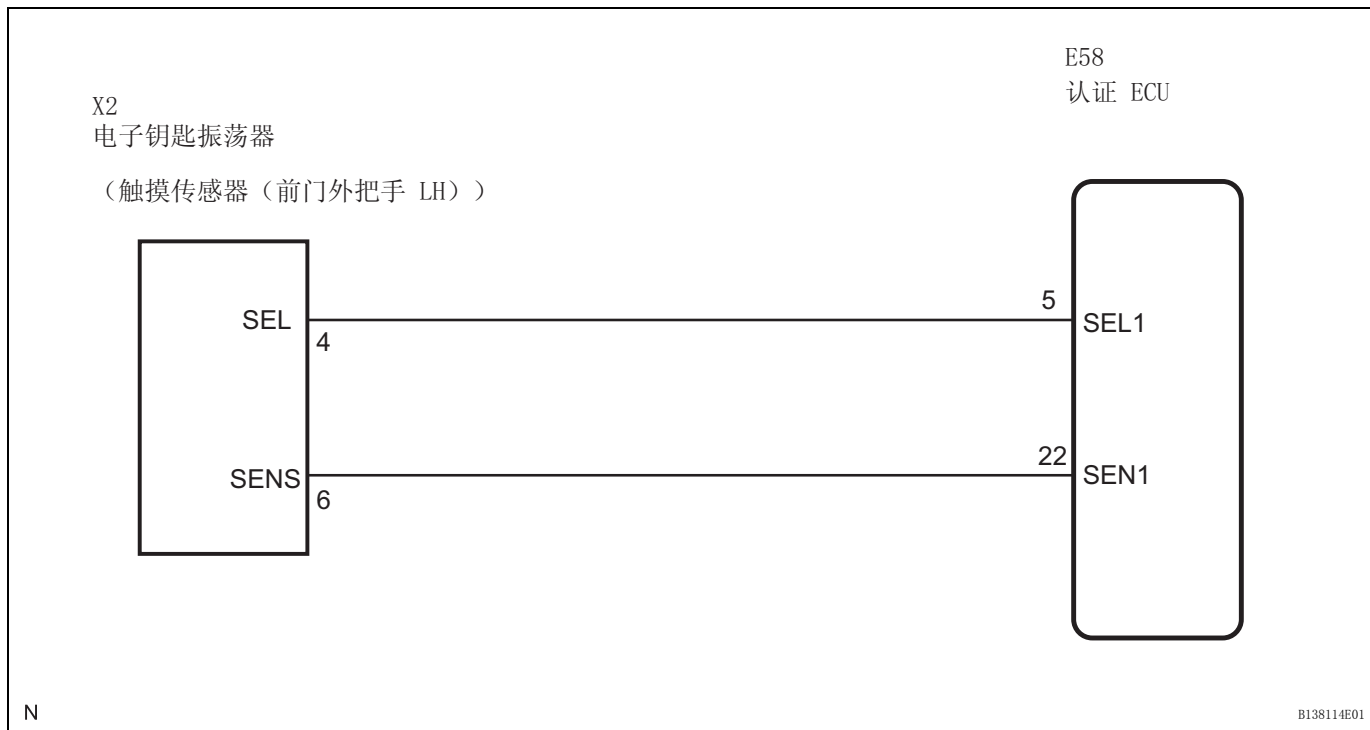 E58
认证 ECU
X2
电子钥匙振荡器
（触摸传感器（前门外把手 LH））
SEL
4
5
SEL1
SENS
6
22
SEN1
N
B138114E01